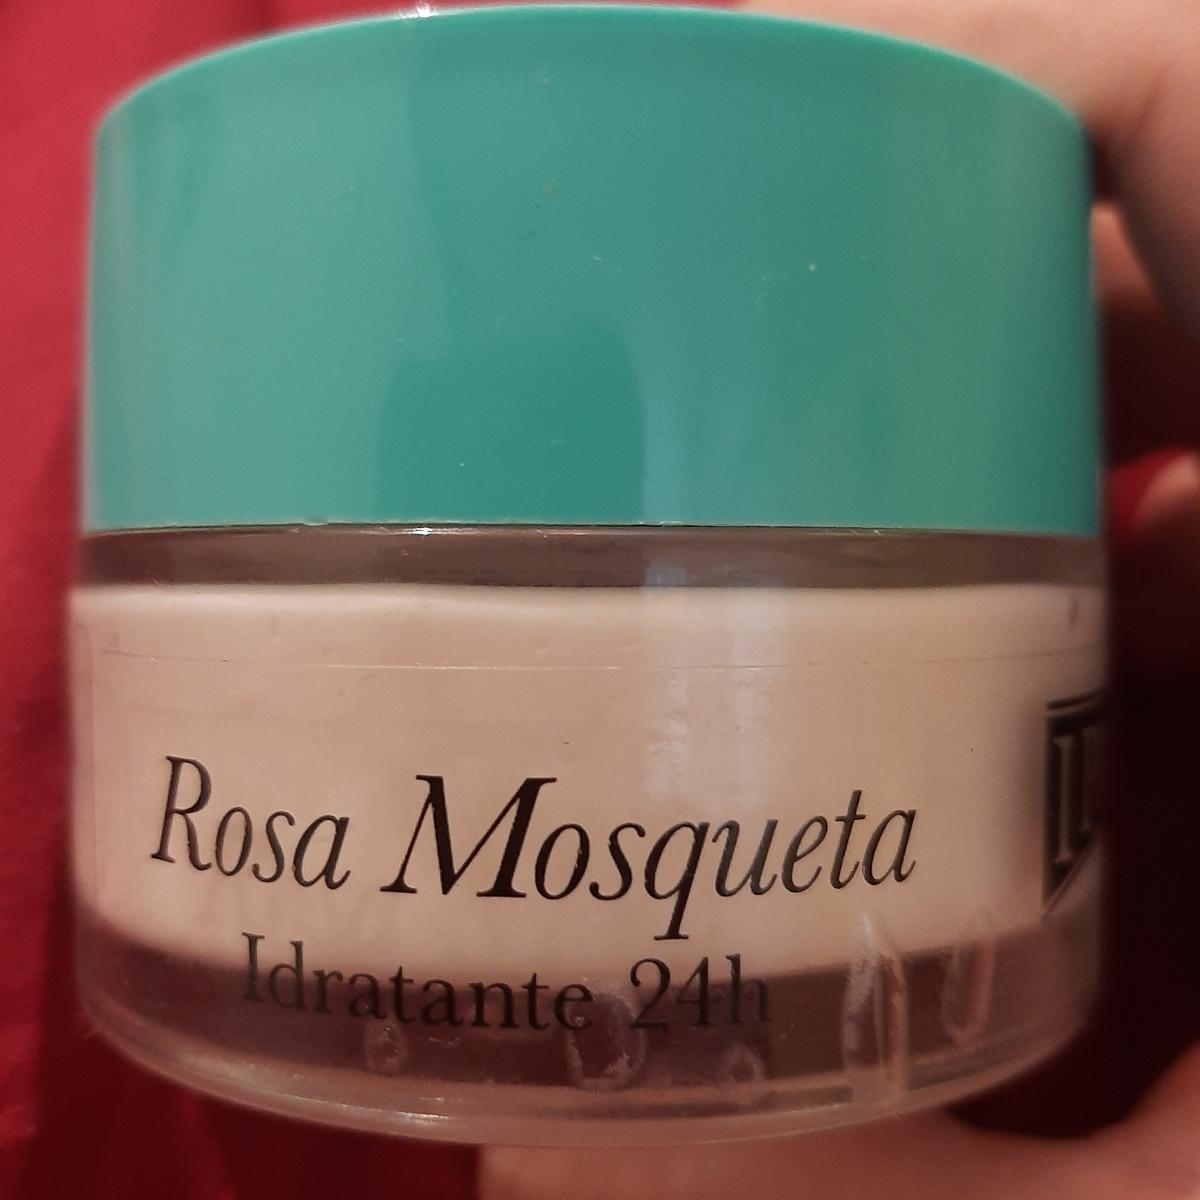 Rosa Mosqueta
Idratante 24h